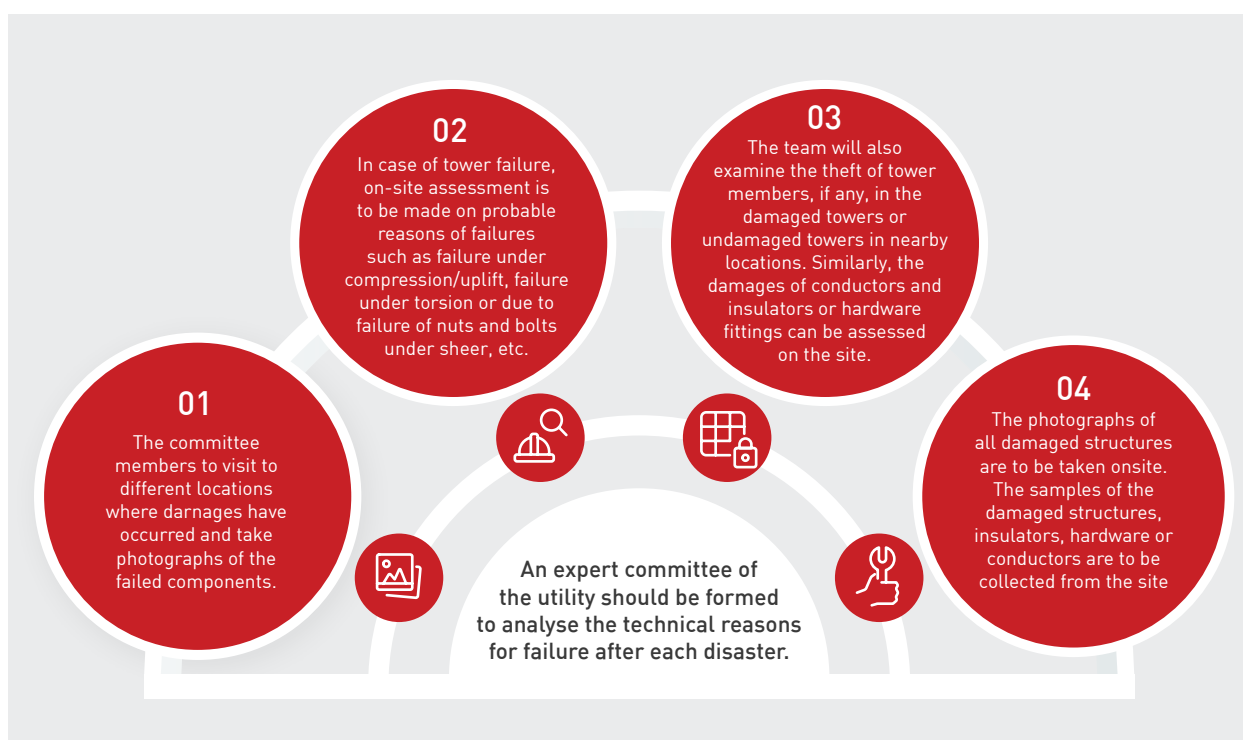 01
The committee
members to visit to
different locations
where darnages have
occurred and take
photographs of the
failed components.
02
In case of tower failure,
on-site assessment is
to be made on probable
reasons of failures
such as failure under
compression/uplift, failure
under torsion or due to
failure of nuts and bolts
under sheer, etc.
03
The team will also
examine the theft of tower
members, if any, in the
damaged towers or
undamaged towers in nearby
locations. Similarly, the
damages of conductors and
insulators or hardware
fittings can be assessed
on the site.
04
The photographs of
all damaged structures
are to be taken onsite.
The samples of the
damaged structures,
insulators, hardware or
conductors are to be
collected from the site
An expert committee of
the utility should be formed
to analyse the technical reasons
for failure after each disaster.